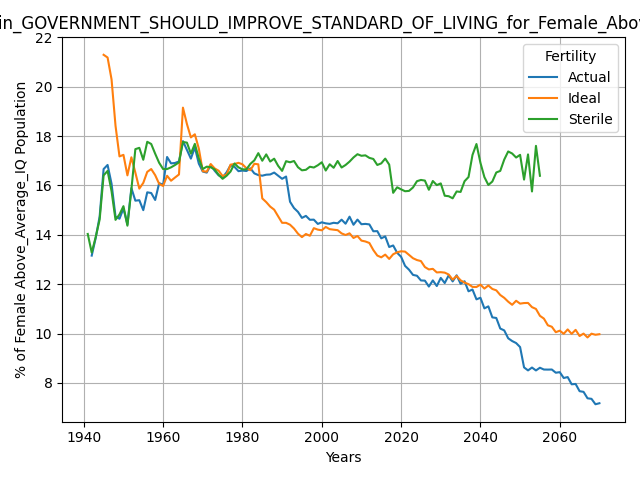 in_GOVERNMENT_SHOULD_IMPROVE_STANDARD_OF_LIVING_for_Female_Abov
Fertility
Actual
Ideal
Sterile
% of Female Above_Average_IQ Population
22
20
18
16
14
12
10
8
1940 1960 1980 2000 2020 2040 2060
Years